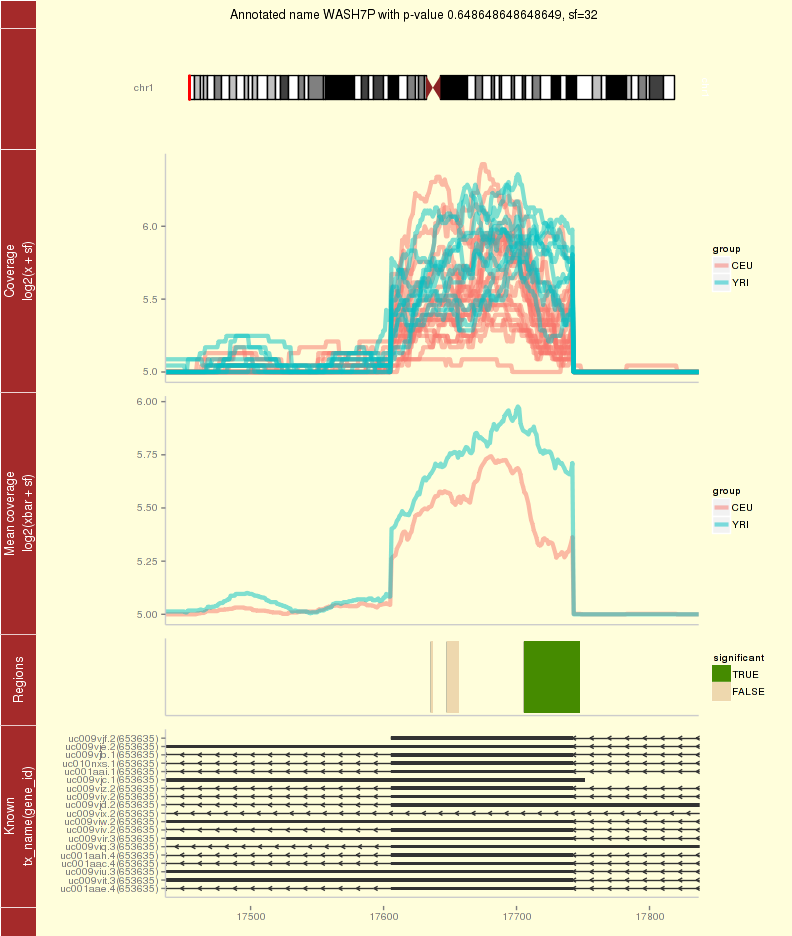 Annotated name WASH7P with p-value 0.648648648648649, sf=32
chr1
Coverage
log2(x + sf)
6.0
5.5
5.0
group
CEU
YRI
Mean coverage
log2(xbar + sf)
6.00
5.75
5.50
5.25
5.00
group
CEU
YRI
Regions
significant
TRUE
FALSE
Known
tx_name(gene_id)
uc009vjf.2(653635)
uc009vje.2(653635)
uc009vjb.1(653635)
uc010nxs.1(653635)
uc001aai.1(653635)
uc009vjc.1(653635)
uc009viz.2(653635)
uc009viy.2(653635)
uc009vjd.2(653635)
uc009vix.2(653635)
uc009viw.2(653635)
uc009viv.2(653635)
uc009vir.3(653635)
uc009viq.3(653635)
uc001aah.4(653635)
uc001aac.4(653635)
uc009viu.3(653635)
uc009vit.3(653635)
uc001aae.4(653635)
17500
17600
17700
17800